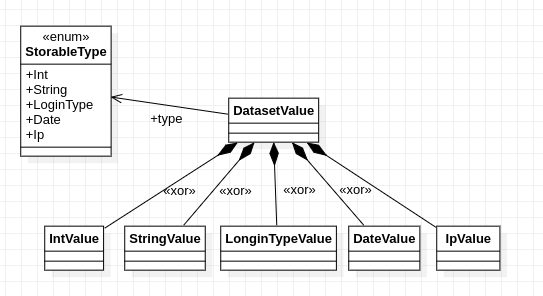 «enum»
StorableType
+Int
+String
+LoginType
+Date
+Ip
+type
DatasetValue
«xor»
«xor»
«xor»
«xor»
IntValue
StringValue
LonginTypeValue
DateValue
IpValue